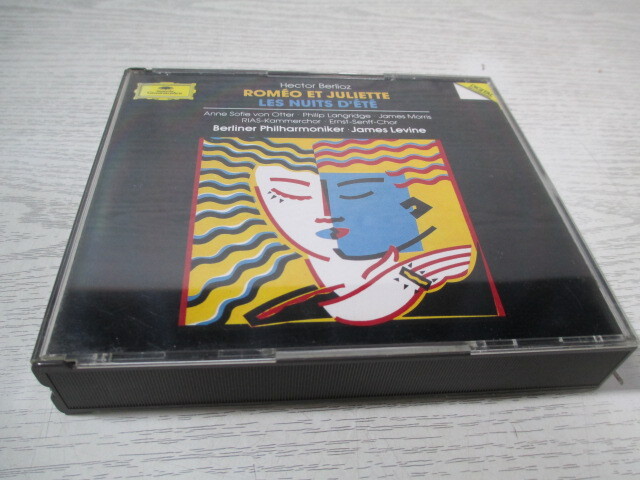 Hector Berlioz
ROMÉO ET JULIETTE
LES NUITS D'ÉTÉ
Anne Sofie von Otter · Philip Langridge · James Morris
RIAS-Kammerchor · Ernst-Senff-Chor
Berliner Philharmoniker · James Levine